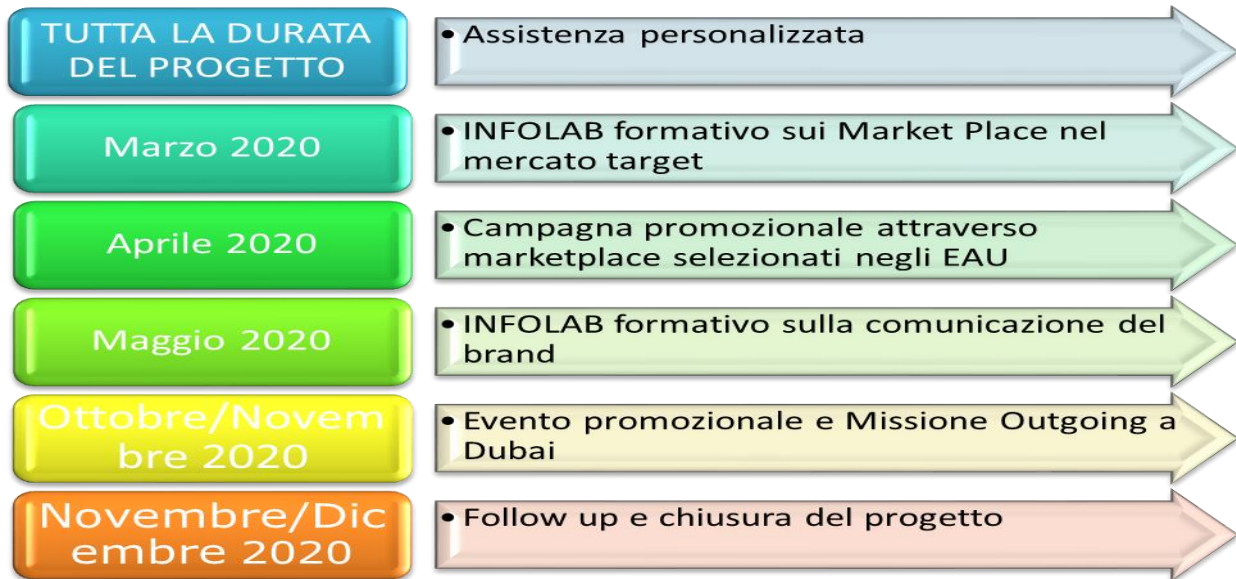 TUTTA LA DURATA
DEL PROGETTO
• Assistenza personalizzata
Marzo 2020
• INFOLAB formativo sui Market Place nel
mercato target
Aprile 2020
• Campagna promozionale attraverso
marketplace selezionati negli EAU
Maggio 2020
• INFOLAB formativo sulla comunicazione del
brand
Ottobre/Novem
bre 2020
• Evento promozionale e Missione Outgoing a
Dubai
Novembre/Dic
embre 2020
• Follow up e chiusura del progetto